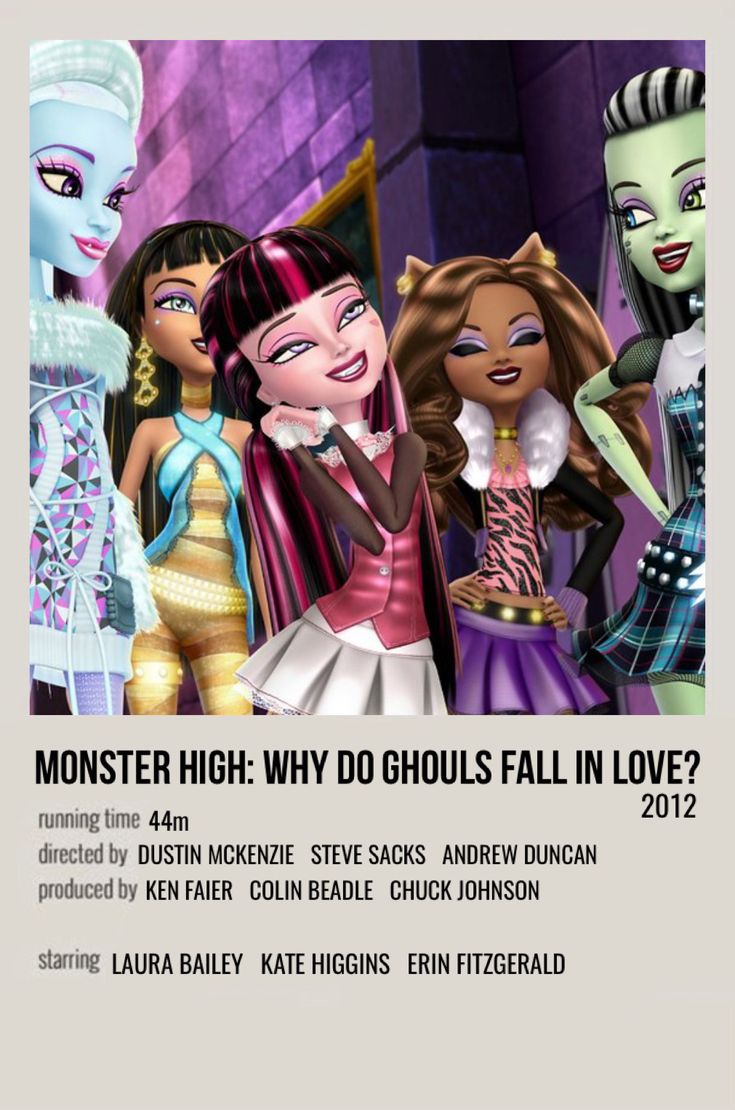 MONSTER HIGH: WHY DO GHOULS FALL IN LOVE?
2012
running time 44m
directed by DUSTIN MCKENZIE STEVE SACKS ANDREW DUNCAN
produced by KEN FAIER COLIN BEADLE CHUCK JOHNSON
starring LAURA BAILEY KATE HIGGINS ERIN FITZGERALD